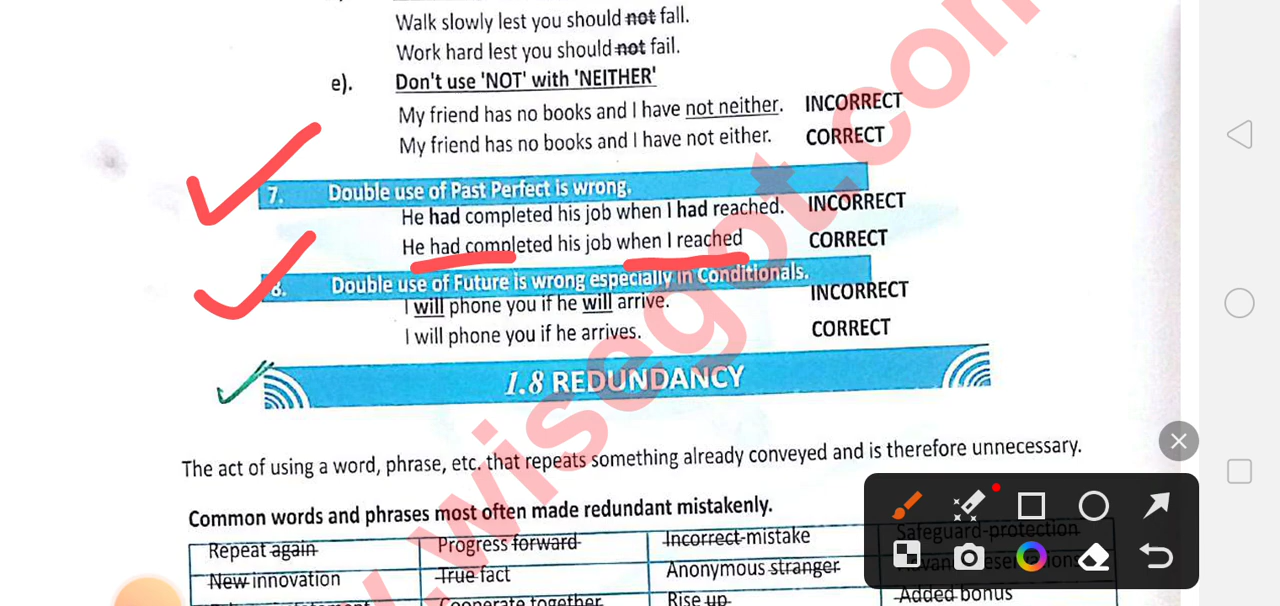 Walk slowly lest you should not fall.
Work hard lest you should not fail.
e). Don't use 'NOT' with 'NEITHER'
My friend has no books and I have not neither. INCORRECT
My friend has no books and I have not either. CORRECT
7. Double use of Past Perfect is wrong.
He had completed his job when I had reached. INCORRECT
He had completed his job when I reached CORRECT
8. Double use of Future is wrong especially in Conditionals.
I will phone you if he will arrive. INCORRECT
I will phone you if he arrives. CORRECT
1.8 REDUNDANCY
The act of using a word, phrase, etc. that repeats something already conveyed and is therefore unnecessary.
Common words and phrases most often made redundant mistakenly.
Repeat again Progress forward Incorrect mistake Safeguard protection
New innovation True fact Anonymous stranger
Cooperate together Rise up Added bonus
.wisegot.com